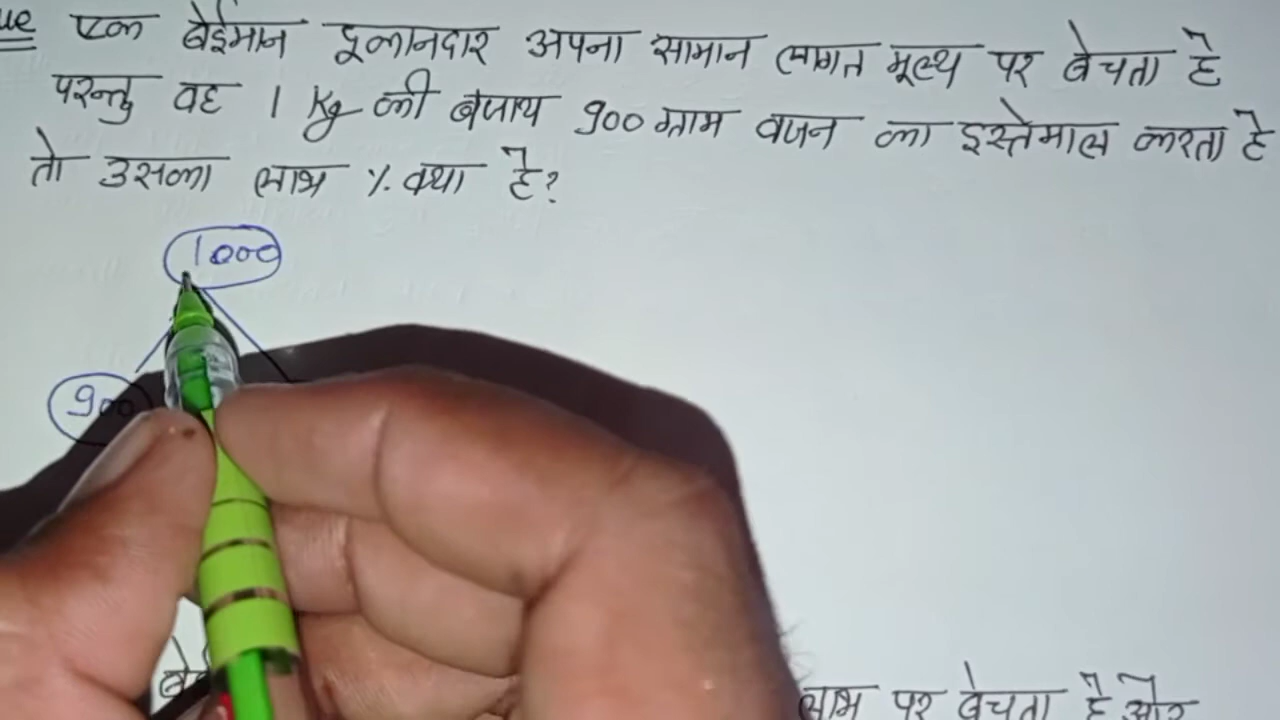 ue एक बेईमान दूकानदार अपना सामान लागत मूल्य पर बेचता है
परन्तु वह 1 Kg की बजाय 900 ग्राम वजन का इस्तेमाल करता है
तो उसका लाभ % क्या है?
1000
900
लाभ पर बेचता है और